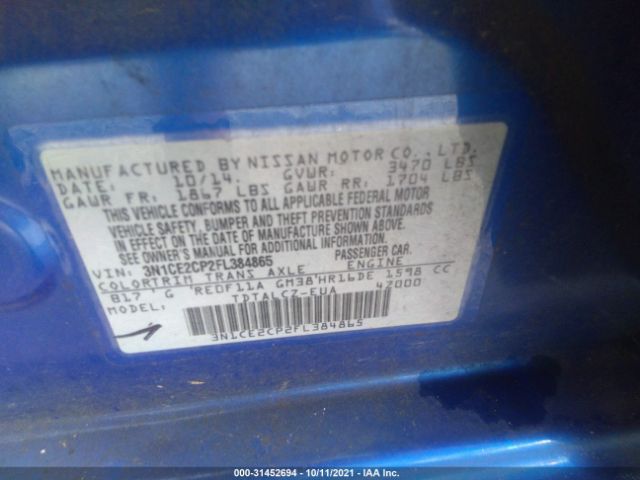 MANUFACTURED BY NISSAN MOTOR CO., LTD.
DATE: 10/14. GVWR: 3470 LBS
GAWR FR: 1867 LBS GAWR RR: 1704 LBS
THIS VEHICLE CONFORMS TO ALL APPLICABLE FEDERAL MOTOR
VEHICLE SAFETY, BUMPER AND THEFT PREVENTION STANDARDS
IN EFFECT ON THE DATE OF MANUFACTURE SHOWN ABOVE.
SEE OWNER'S MANUAL FOR ADDITIONAL INFORMATION
VIN: 3N1CE2CP2FL384865 PASSENGER CAR.
COLORTRIM TRANS AXLE ENGINE
B17 G RE0F11A GM38 HR16DE 1598 CC
TDTALCZ-EUA 47000
3N1CE2CP2FL384865
000-31452694 - 10/11/2021 - IAA Inc.